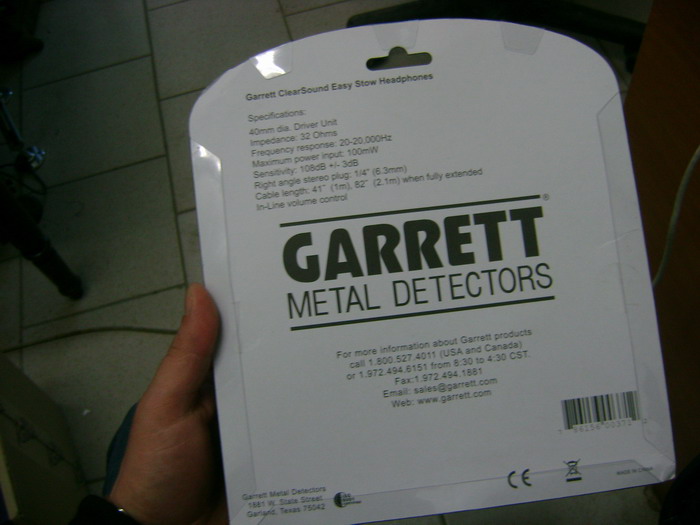 Garrett ClearSound Easy Stow Headphones
Specifications:
40mm dia. Driver Unit
Impedance: 32 Ohms
Frequency response: 20-20,000Hz
Maximum power input: 100mW
Sensitivity: 108dB +/- 3dB
Right angle stereo plug: 1/4" (6.3mm)
Cable length: 41" (1m), 82" (2.1m) when fully extended
In-Line volume control
GARRETT®
METAL DETECTORS
For more information about Garrett products
call 1.800.527.4011 (USA and Canada)
or 1.972.494.6151 from 8:30 to 4:30 CST.
Fax:1.972.494.1881
Email: sales@garrett.com
Web: www.garrett.com
CE
MADE IN CHINA
Garrett Metal Detectors
1881 W. State Street,
Garland, Texas 75042